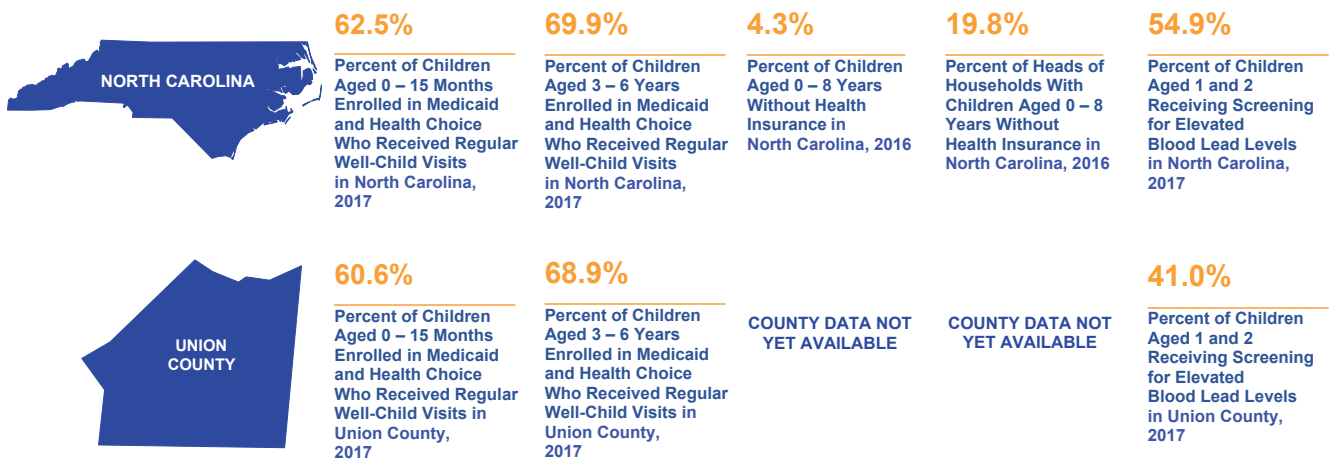 NORTH CAROLINA
62.5%
Percent of Children
Aged 0 – 15 Months
Enrolled in Medicaid
and Health Choice
Who Received Regular
Well-Child Visits
in North Carolina,
2017
69.9%
Percent of Children
Aged 3 – 6 Years
Enrolled in Medicaid
and Health Choice
Who Received Regular
Well-Child Visits
in North Carolina,
2017
4.3%
Percent of Children
Aged 0 – 8 Years
Without Health
Insurance in
North Carolina, 2016
19.8%
Percent of Heads of
Households With
Children Aged 0 – 8
Years Without
Health Insurance in
North Carolina, 2016
54.9%
Percent of Children
Aged 1 and 2
Receiving Screening
for Elevated
Blood Lead Levels
in North Carolina,
2017
UNION
COUNTY
60.6%
Percent of Children
Aged 0 – 15 Months
Enrolled in Medicaid
and Health Choice
Who Received Regular
Well-Child Visits in
Union County,
2017
68.9%
Percent of Children
Aged 3 – 6 Years
Enrolled in Medicaid
and Health Choice
Who Received Regular
Well-Child Visits in
Union County,
2017
COUNTY DATA NOT
YET AVAILABLE
COUNTY DATA NOT
YET AVAILABLE
41.0%
Percent of Children
Aged 1 and 2
Receiving Screening
for Elevated
Blood Lead Levels
in Union County,
2017